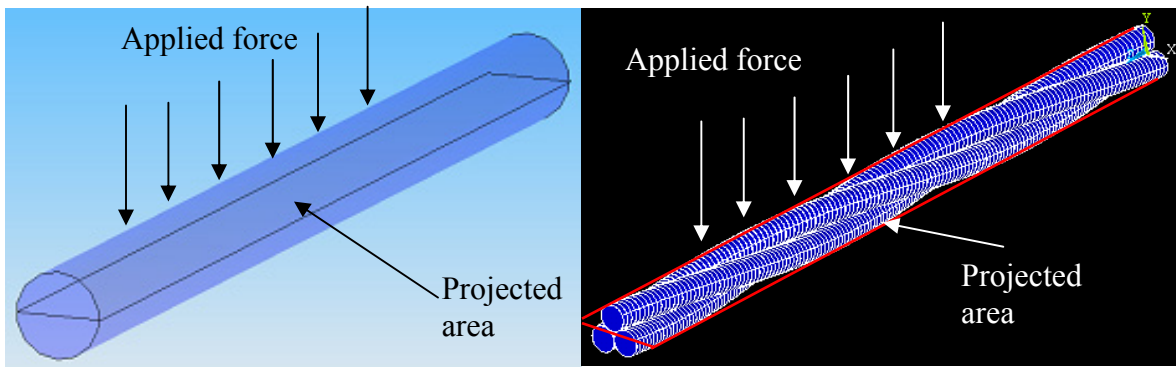 Applied force
Projected
area
Applied force
Y
X
Projected
area